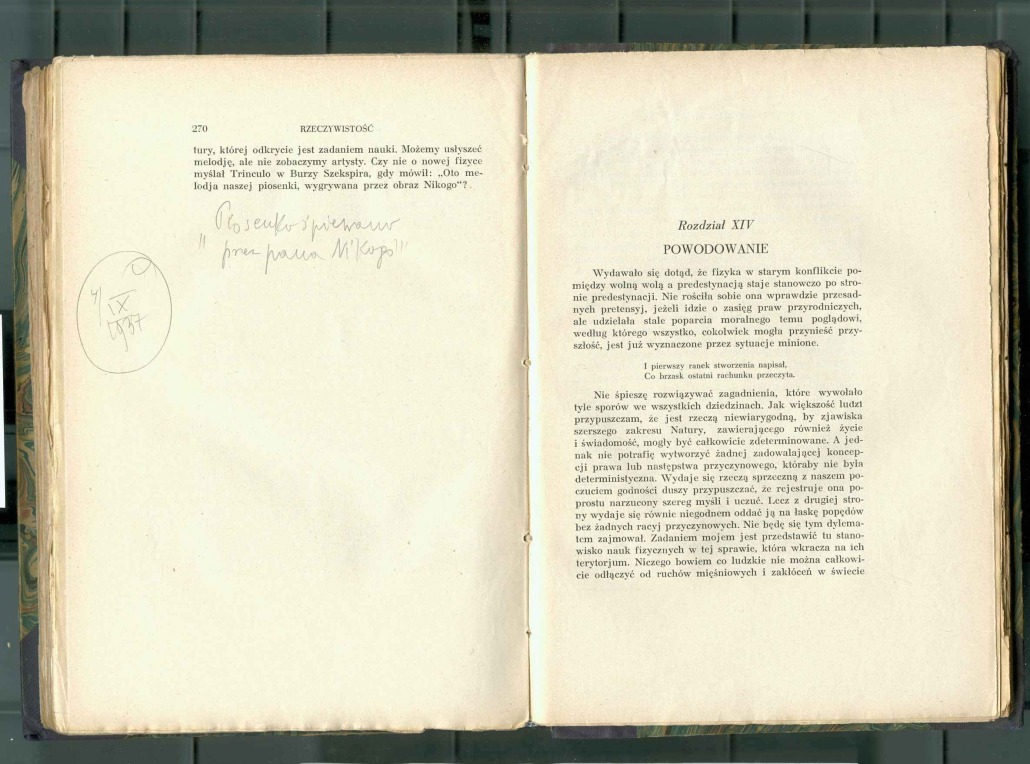 270 RZECZYWISTOŚĆ
tury, której odkrycie jest zadaniem nauki. Możemy usłyszeć
melodję, ale nie zobaczymy artysty. Czy nie o nowej fizyce
myślał Trinculo w Burzy Szekspira, gdy mówił: „Oto me-
lodja naszej piosenki, wygrywana przez obraz Nikogo“?
przez pana Nikogo"
4/
IX
1937
Rozdział XIV
POWODOWANIE
Wydawało się dotąd, że fizyka w starym konflikcie po-
między wolną wolą a predestynacją staje stanowczo po stro-
nie predestynacji. Nie rościła sobie ona wprawdzie przesad-
nych pretensyj, jeżeli idzie o zasięg praw przyrodniczych,
ale udzielała stale poparcia moralnego temu poglądowi,
według którego wszystko, cokolwiek mogła przynieść przy-
szłość, jest już wyznaczone przez sytuacje minione.
I pierwszy ranek stworzenia napisał,
Co brzask ostatni rachunku przeczyta.
Nie śpieszę rozwiązywać zagadnienia, które wywołało
tyle sporów we wszystkich dziedzinach. Jak większość ludzi
przypuszczam, że jest rzeczą niewiarygodną, by zjawiska
szerszego zakresu Natury, zawierającego również życie
i świadomość, mogły być całkowicie zdeterminowane. A jed-
nak nie potrafię wytworzyć żadnej zadowalającej koncep-
cji prawa lub następstwa przyczynowego, któraby nie była
deterministyczna. Wydaje się rzeczą sprzeczną z naszem po-
czuciem godności duszy przypuszczać, że rejestruje ona po-
prostu narzucony szereg myśli i uczuć. Lecz z drugiej stro-
ny wydaje się równie niegodnem oddać ją na łaskę popędów
bez żadnych racyj przyczynowych. Nie będę się tym dylema-
tem zajmował. Zadaniem mojem jest przedstawić tu stano-
wisko nauk fizycznych w tej sprawie, która wkracza na ich
terytorjum. Niczego bowiem co ludzkie nie można całkowi-
cie odłączyć od ruchów mięśniowych i zakłóceń w świecie